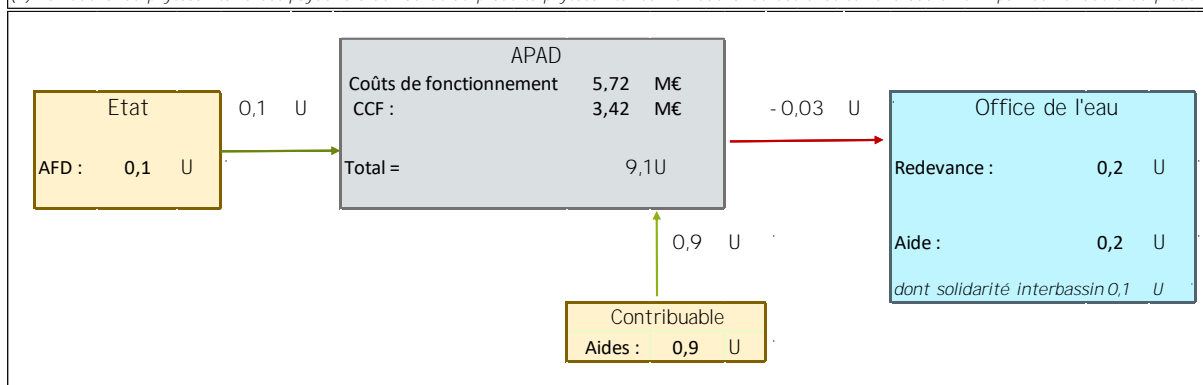 APAD
Coûts de fonctionnement 5,72 M€
CCF : 3,42 M€
Total = 9,1U
Etat
AFD : 0,1 U
0,1 U
- 0,03 U
Office de l'eau
Redevance : 0,2 U
Aide : 0,2 U
dont solidarité interbassin 0,1 U
0,9 U
Contribuable
Aides : 0,9 U